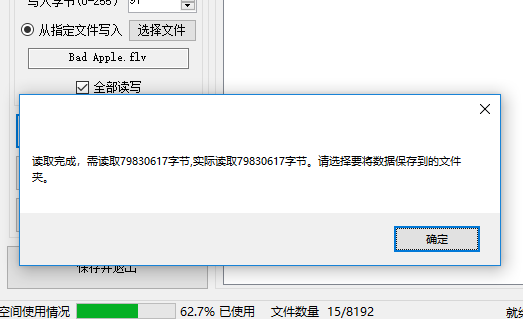 写入字节(0-255) 91
从指定文件写入 选择文件
Bad Apple.flv
全部读写
读取完成，需读取79830617字节,实际读取79830617字节。请选择要将数据保存到的文件
夹。
确定
保存并退出
空间使用情况 62.7% 已使用 文件数量 15/8192